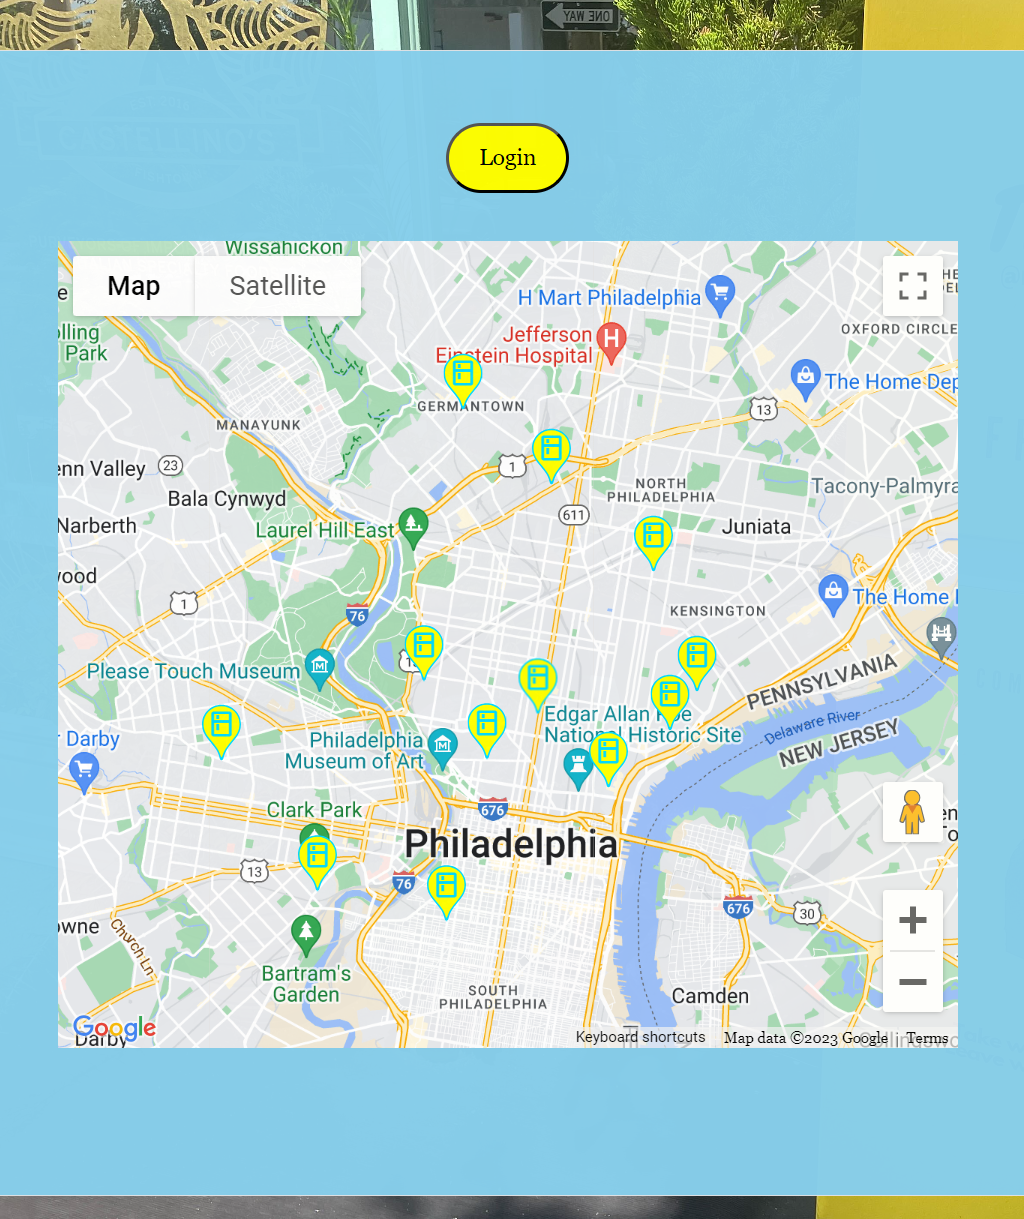 ONE WAY
CASTELLINO'S
Login
Wissahickon
Map
Satellite
H Mart Philadelphia
OXFORD CIRCLE
Jefferson
Einstein Hospital
The Home Dep
13
GERMANTOWN
MANAYUNK
enn Valley
23
1
NORTH
PHILADELPHIA
Bala Cynwyd
Tacony-Palmyra
611
Narberth
Laurel Hill East
Juniata
wood
1
76
KENSINGTON
The Home
Please Touch Museum
PENNSYLVANIA
Edgar Allan Poe
National Historic Site
Delaware River
NEW JERSEY
r Darby
Philadelphia
Museum of Art
Clark Park
676
Philadelphia
13
76
676
30
owne
Church Ln
Bartram's
Garden
SOUTH
PHILADELPHIA
Camden
Google
Darby
Keyboard shortcuts
Map data ©2023 Google
Terms